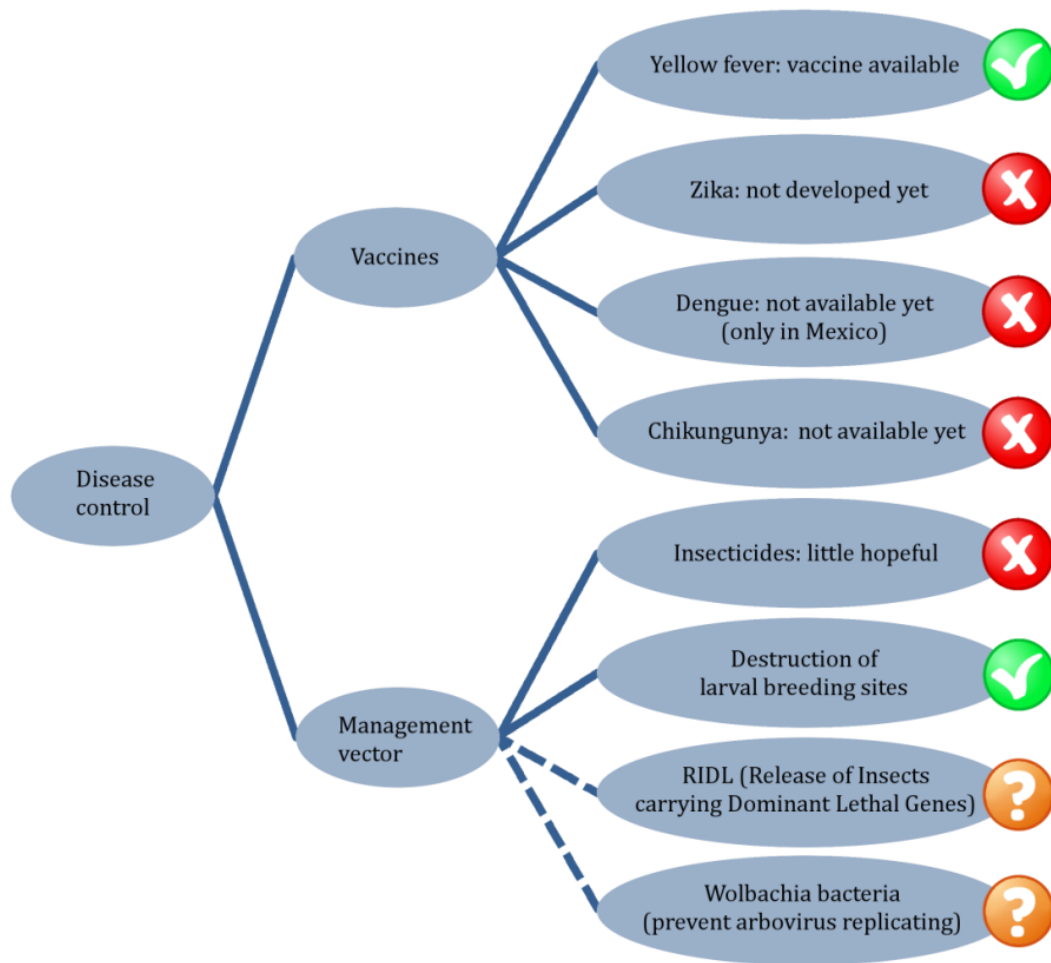 Yellow fever: vaccine available
Zika: not developed yet
Vaccines
Dengue: not available yet
(only in Mexico)
Chikungunya: not available yet
Disease
control
Insecticides: little hopeful
Destruction of
larval breeding sites
Management
vector
RIDL (Release of Insects
carrying Dominant Lethal Genes)
Wolbachia bacteria
(prevent arbovirus replicating)